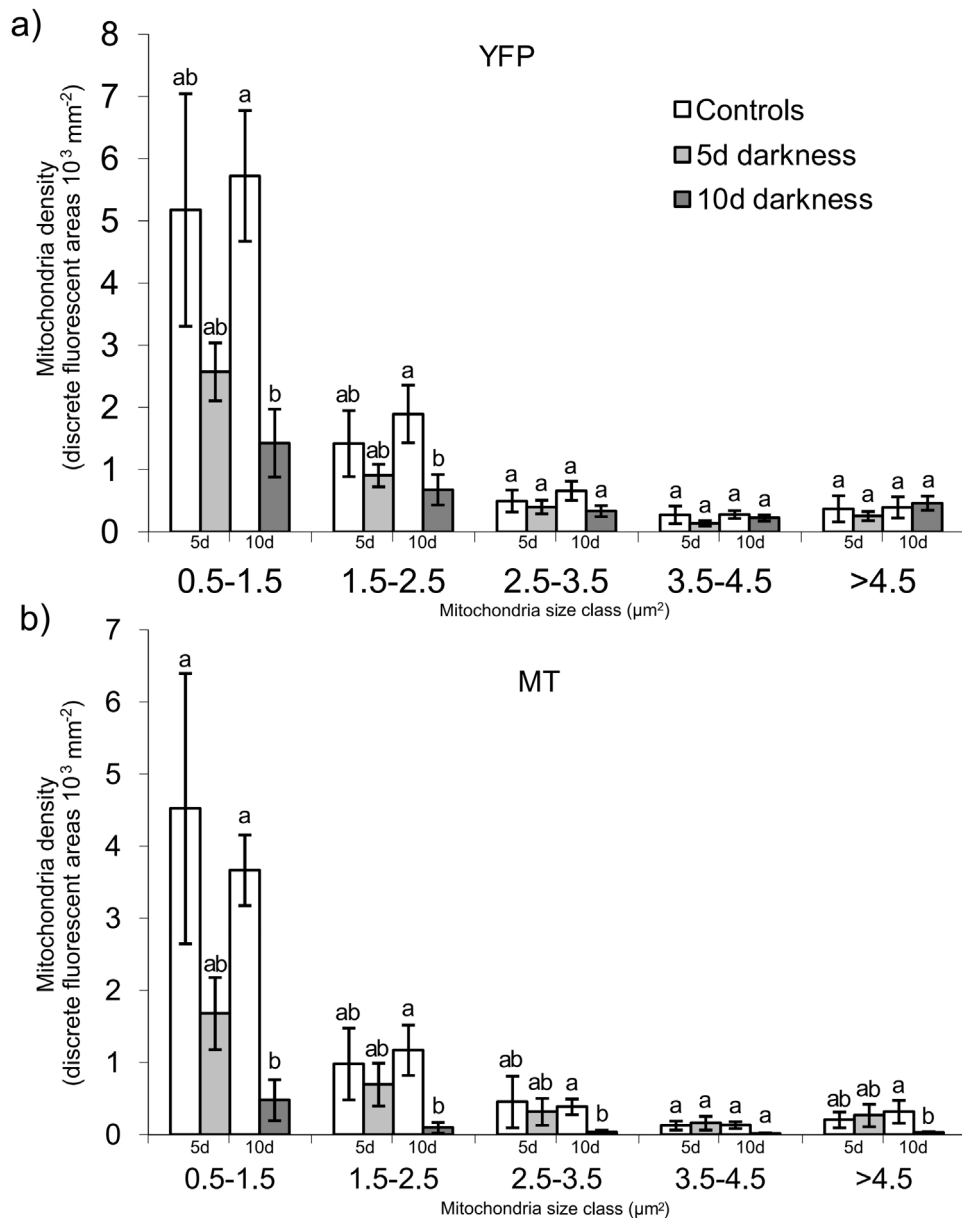 a)
YFP
Controls
5d darkness
10d darkness
Mitochondria density
(discrete fluorescent areas 10³ mm⁻²)
8
7
6
5
4
3
2
1
0
ab ab a b
ab ab a b
a a a a
a a a a
a a a a
5d 10d 5d 10d 5d 10d 5d 10d 5d 10d
0.5-1.5 1.5-2.5 2.5-3.5 3.5-4.5 >4.5
Mitochondria size class (µm²)
b)
MT
Mitochondria density
(discrete fluorescent areas 10³ mm⁻²)
7
6
5
4
3
2
1
0
a ab a b
ab ab a b
ab ab a b
a a a a
ab ab a b
5d 10d 5d 10d 5d 10d 5d 10d 5d 10d
0.5-1.5 1.5-2.5 2.5-3.5 3.5-4.5 >4.5
Mitochondria size class (µm²)